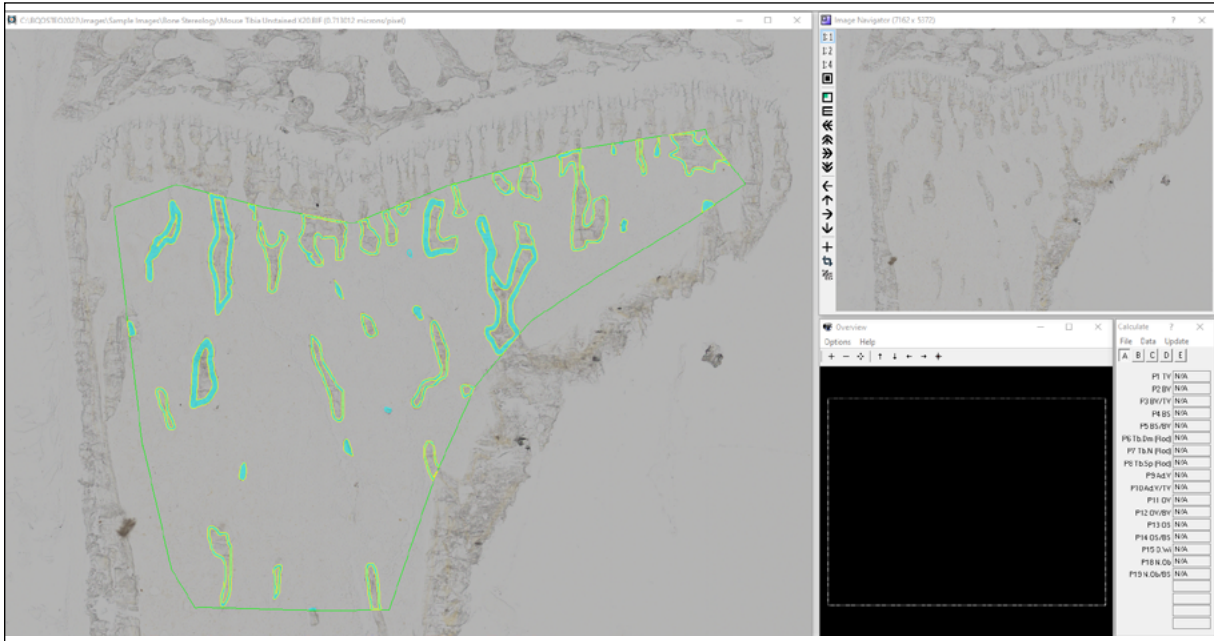 C:\BQOSTEO2022\Images\Sample Images\Bone Stereology\Mouse Tibia Unstained X20.BIF (0.713012 microns/pixel)
Image Navigator (7162 x 5372)
1:1
1:2
1:4
Overview
Options Help
Calculate
File Data Update
A B C D E
P1 TV N/A
P2 BV N/A
P3 BV/TV N/A
P4 BS N/A
P5 BS/BV N/A
P6 Tb.Dm (Rod) N/A
P7 Tb.N (Rod) N/A
P8 Tb.Sp (Rod) N/A
P9 Ad.V N/A
P10 Ad.V/TV N/A
P11 OV N/A
P12 OV/BV N/A
P13 OS N/A
P14 OS/BS N/A
P15 O.Wi N/A
P18 N.Ob N/A
P19 N.Ob/BS N/A